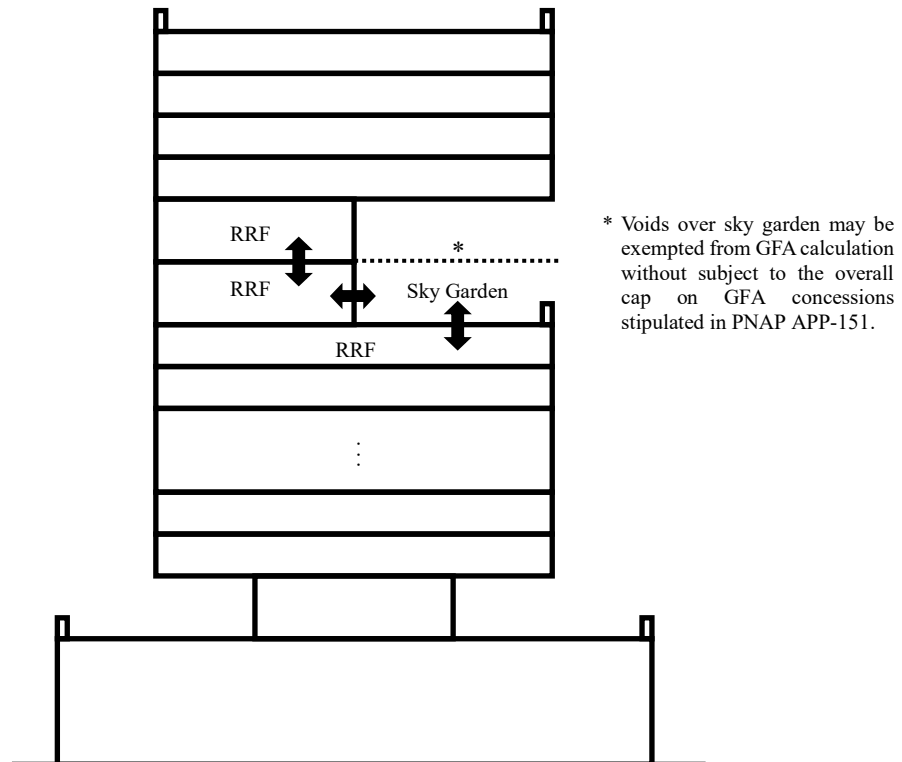 RRF
*
* Voids over sky garden may be
exempted from GFA calculation
without subject to the overall
cap on GFA concessions
stipulated in PNAP APP-151.
RRF
Sky Garden
RRF
⋮